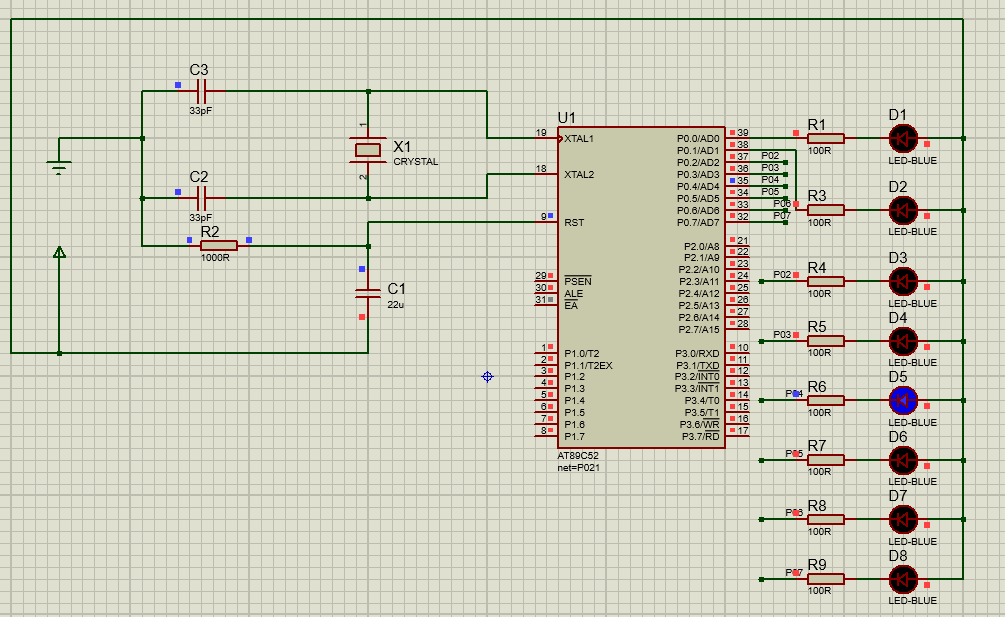 C3
33pF
1
X1
CRYSTAL
2
C2
33pF
R2
1000R
C1
22u
U1
19 XTAL1
18 XTAL2
9 RST
29 PSEN
30 ALE
31 EA
1 P1.0/T2
2 P1.1/T2EX
3 P1.2
4 P1.3
5 P1.4
6 P1.5
7 P1.6
8 P1.7
P0.0/AD0 39
P0.1/AD1 38
P0.2/AD2 37 P02
P0.3/AD3 36 P03
P0.4/AD4 35 P04
P0.5/AD5 34 P05
P0.6/AD6 33 P06
P0.7/AD7 32 P07
P2.0/A8 21
P2.1/A9 22
P2.2/A10 23
P2.3/A11 24
P2.4/A12 25
P2.5/A13 26
P2.6/A14 27
P2.7/A15 28
P3.0/RXD 10
P3.1/TXD 11
P3.2/INT0 12
P3.3/INT1 13
P3.4/T0 14
P3.5/T1 15
P3.6/WR 16
P3.7/RD 17
AT89C52
net=P021
R1
100R
D1
LED-BLUE
R3
100R
D2
LED-BLUE
P02
R4
100R
D3
LED-BLUE
P03
R5
100R
D4
LED-BLUE
P04
R6
100R
D5
LED-BLUE
P05
R7
100R
D6
LED-BLUE
P06
R8
100R
D7
LED-BLUE
P07
R9
100R
D8
LED-BLUE